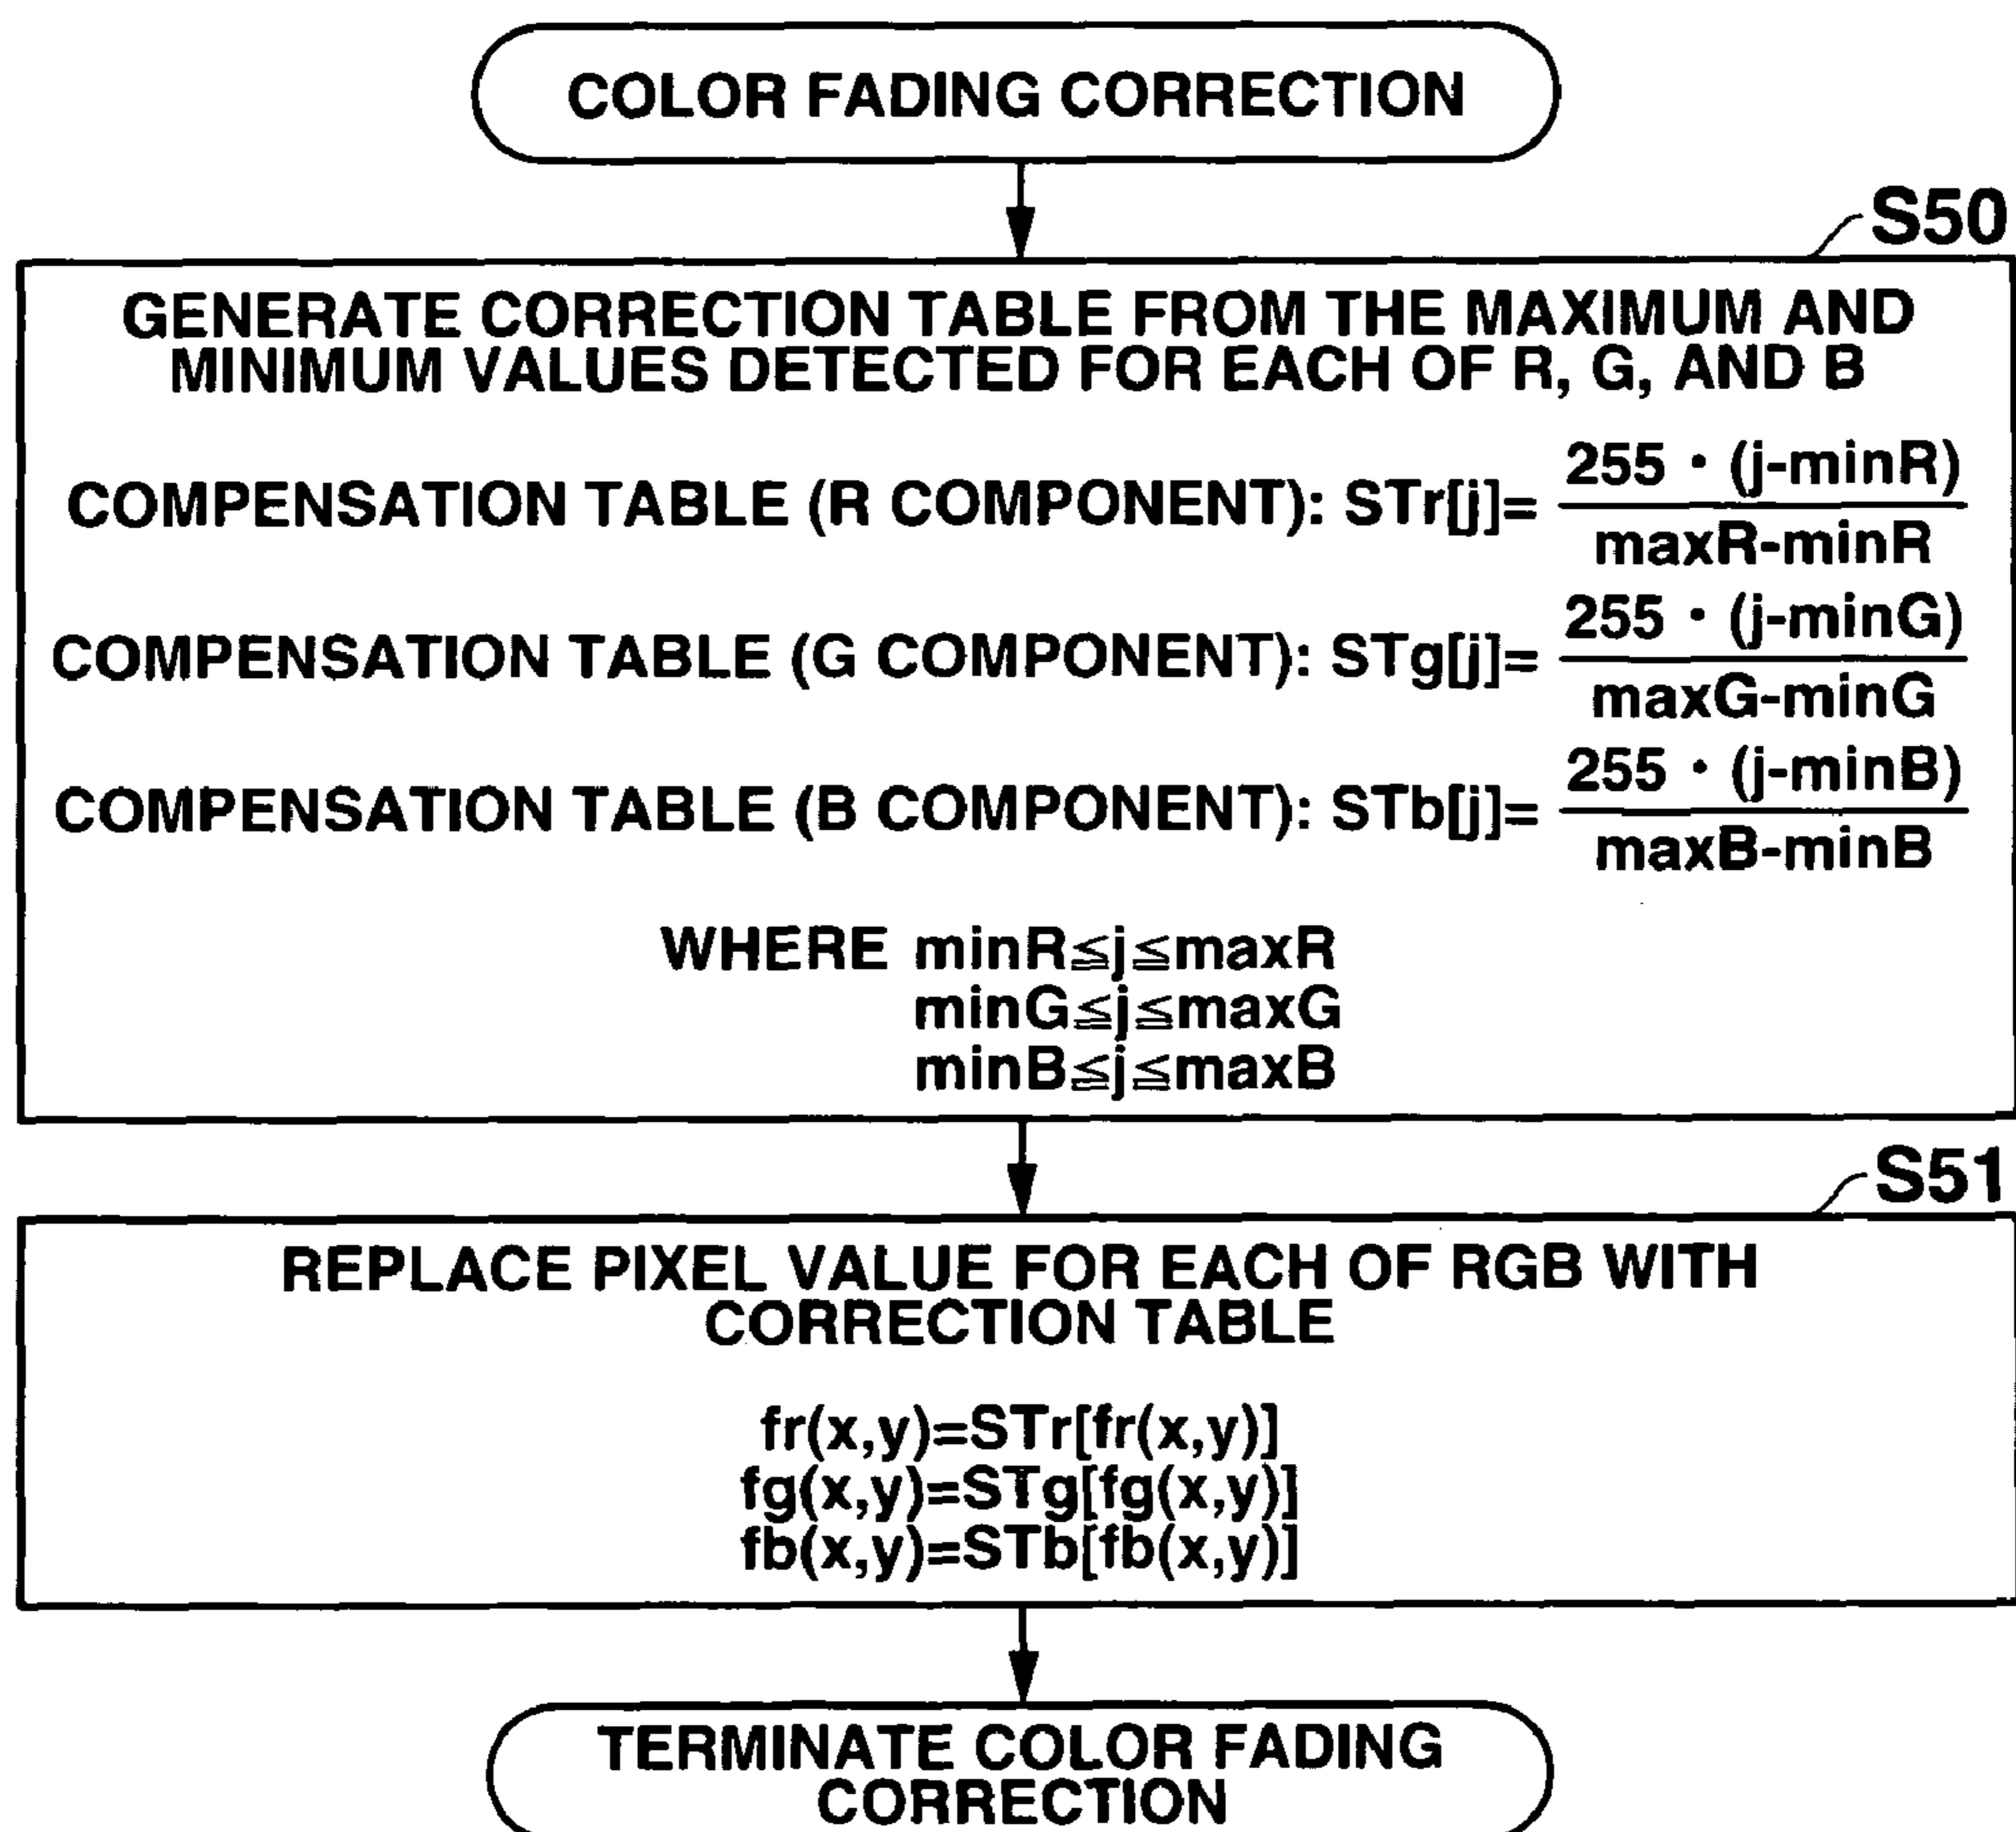 COLOR FADING CORRECTION
S50
GENERATE CORRECTION TABLE FROM THE MAXIMUM AND
MINIMUM VALUES DETECTED FOR EACH OF R, G, AND B
255 · (j-minR)
COMPENSATION TABLE (R COMPONENT): STr[j]=
maxR-minR
255 · (j-minG)
COMPENSATION TABLE (G COMPONENT): STg[j]=
maxG-minG
255 · (j-minB)
COMPENSATION TABLE (B COMPONENT): STb[j]=
maxB-minB
WHERE minR≦j≦maxR
minG≦j≦maxG
minB≦j≦maxB
S51
REPLACE PIXEL VALUE FOR EACH OF RGB WITH
CORRECTION TABLE
fr(x,y)=STr[fr(x,y)]
fg(x,y)=STg[fg(x,y)]
fb(x,y)=STb[fb(x,y)]
TERMINATE COLOR FADING
CORRECTION